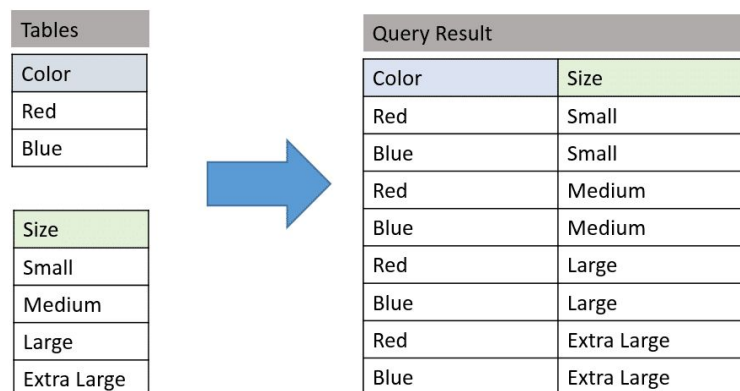 Tables
Color
Red
Blue
Size
Small
Medium
Large
Extra Large
Query Result
Color Size
Red Small
Blue Small
Red Medium
Blue Medium
Red Large
Blue Large
Red Extra Large
Blue Extra Large